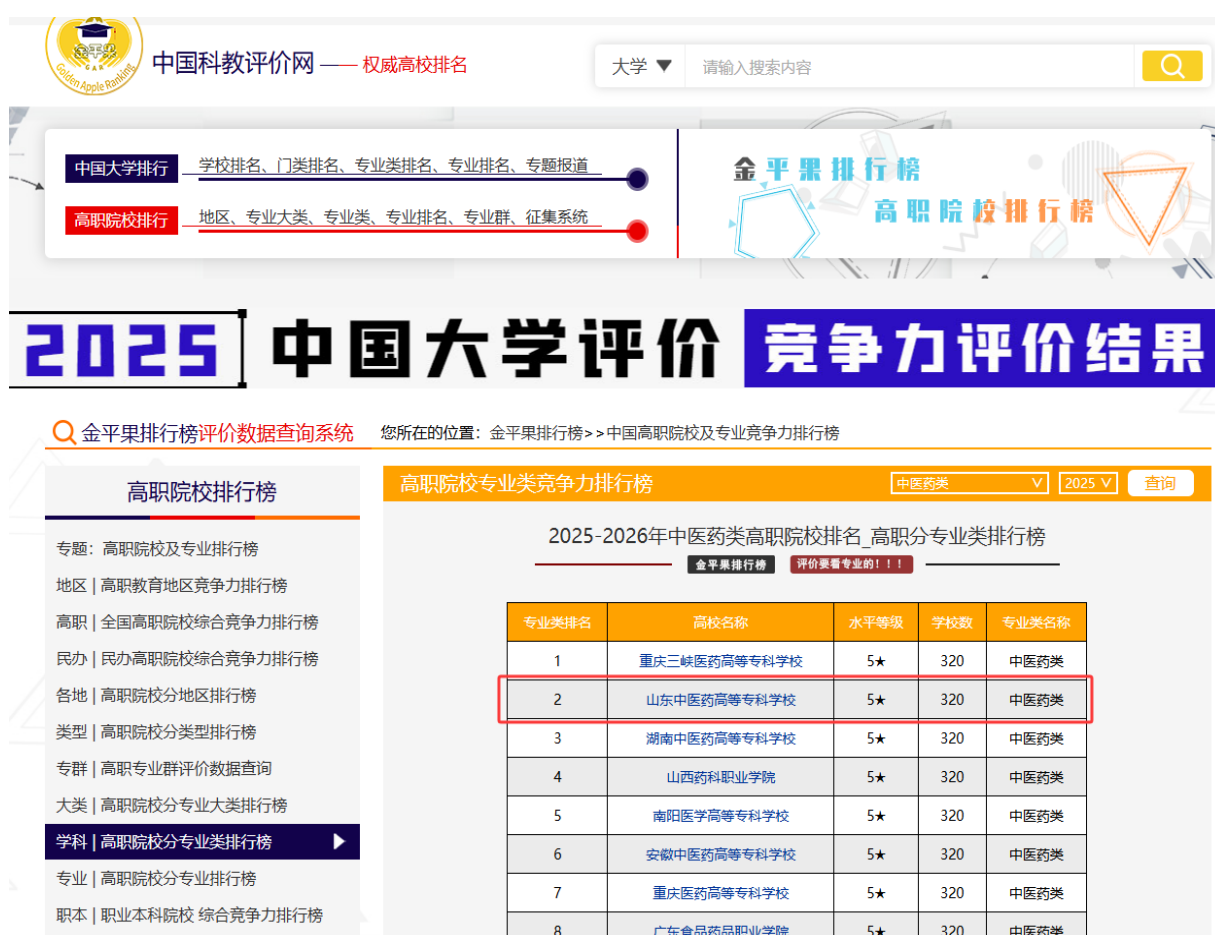 金平果
GAR
Golden Apple Ranking
中国科教评价网 —— 权威高校排名
大学 ▼ 请输入搜索内容
中国大学排行 学校排名、门类排名、专业类排名、专业排名、专题报道
高职院校排行 地区、专业大类、专业类、专业排名、专业群、征集系统
金平果排行榜
高职院校排行榜
2025 中国大学评价 竞争力评价结果
金平果排行榜评价数据查询系统 您所在的位置：金平果排行榜>>中国高职院校及专业竞争力排行榜
高职院校排行榜
专题：高职院校及专业排行榜
地区 | 高职教育地区竞争力排行榜
高职 | 全国高职院校综合竞争力排行榜
民办 | 民办高职院校综合竞争力排行榜
各地 | 高职院校分地区排行榜
类型 | 高职院校分类型排行榜
专群 | 高职专业群评价数据查询
大类 | 高职院校分专业大类排行榜
学科 | 高职院校分专业类排行榜
专业 | 高职院校分专业排行榜
职本 | 职业本科院校 综合竞争力排行榜
高职院校专业类竞争力排行榜 中医药类 2025 查询
2025-2026年中医药类高职院校排名_高职分专业类排行榜
金平果排行榜 评价要看专业的！！！
专业类排名 高校名称 水平等级 学校数 专业类名称
1 重庆三峡医药高等专科学校 5★ 320 中医药类
2 山东中医药高等专科学校 5★ 320 中医药类
3 湖南中医药高等专科学校 5★ 320 中医药类
4 山西药科职业学院 5★ 320 中医药类
5 南阳医学高等专科学校 5★ 320 中医药类
6 安徽中医药高等专科学校 5★ 320 中医药类
7 重庆医药高等专科学校 5★ 320 中医药类
8 广东食品药品职业学院 5★ 320 中医药类